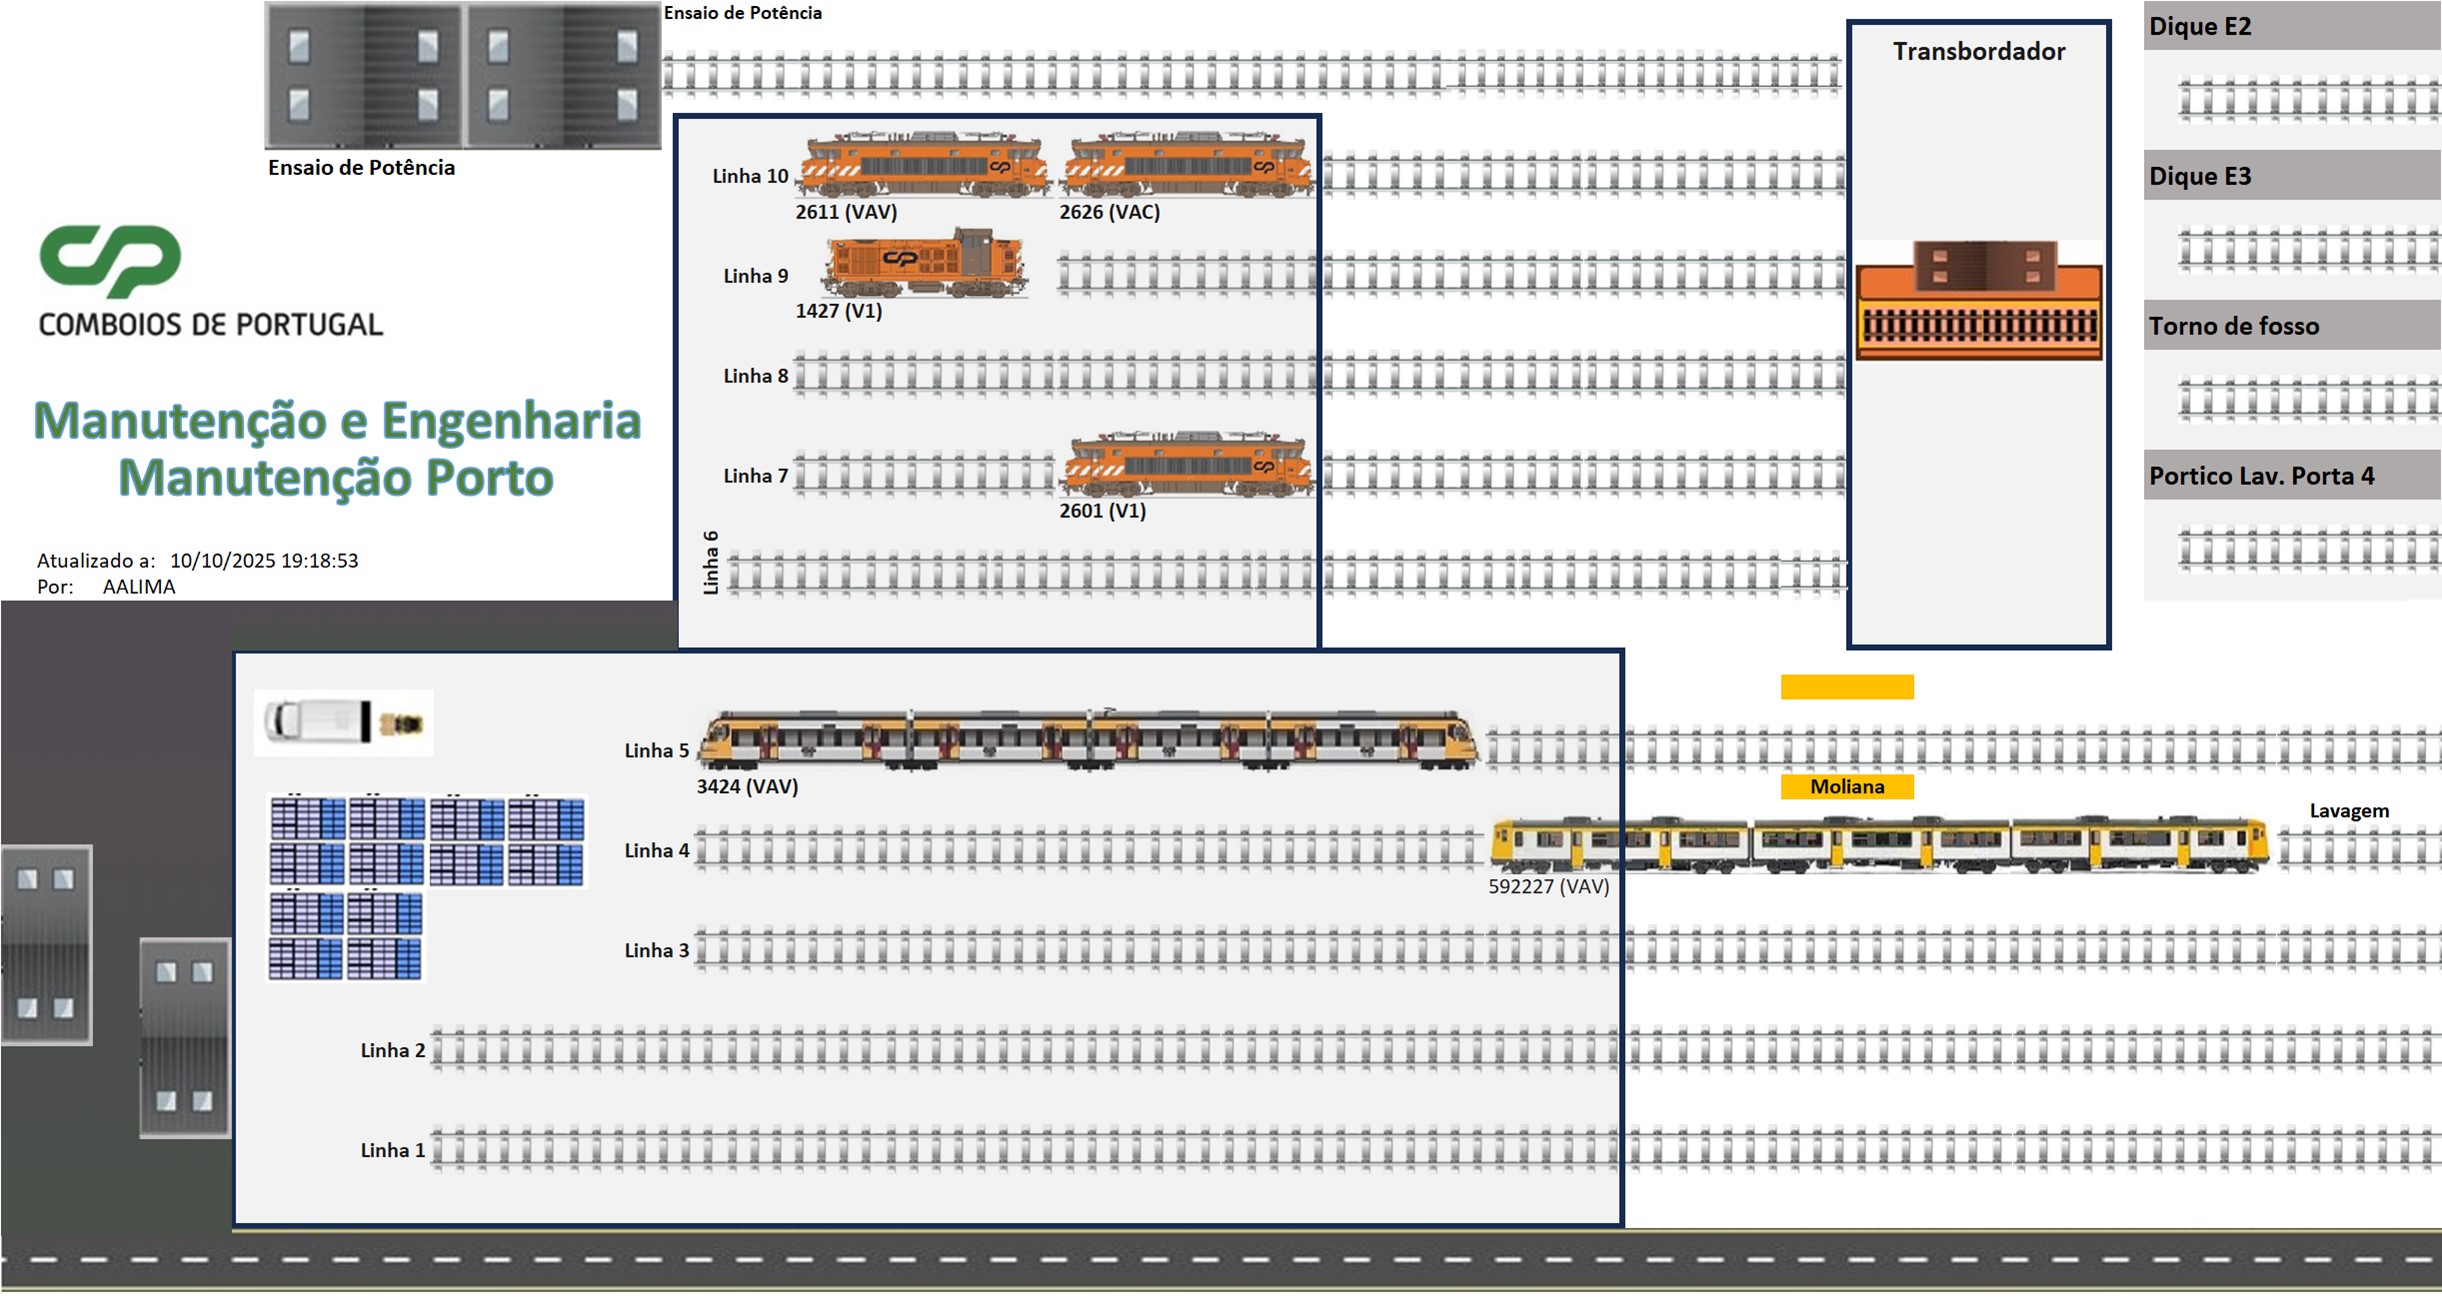 Ensaio de Potência
Ensaio de Potência
CP
COMBOIOS DE PORTUGAL
Manutenção e Engenharia
Manutenção Porto
Atualizado a: 10/10/2025 19:18:53
Por: AALIMA
Linha 10
2611 (VAV)
2626 (VAC)
Linha 9
1427 (V1)
Linha 8
Linha 7
2601 (V1)
Linha 6
Transbordador
Dique E2
Dique E3
Torno de fosso
Portico Lav. Porta 4
Linha 5
3424 (VAV)
Moliana
Lavagem
Linha 4
592227 (VAV)
Linha 3
Linha 2
Linha 1